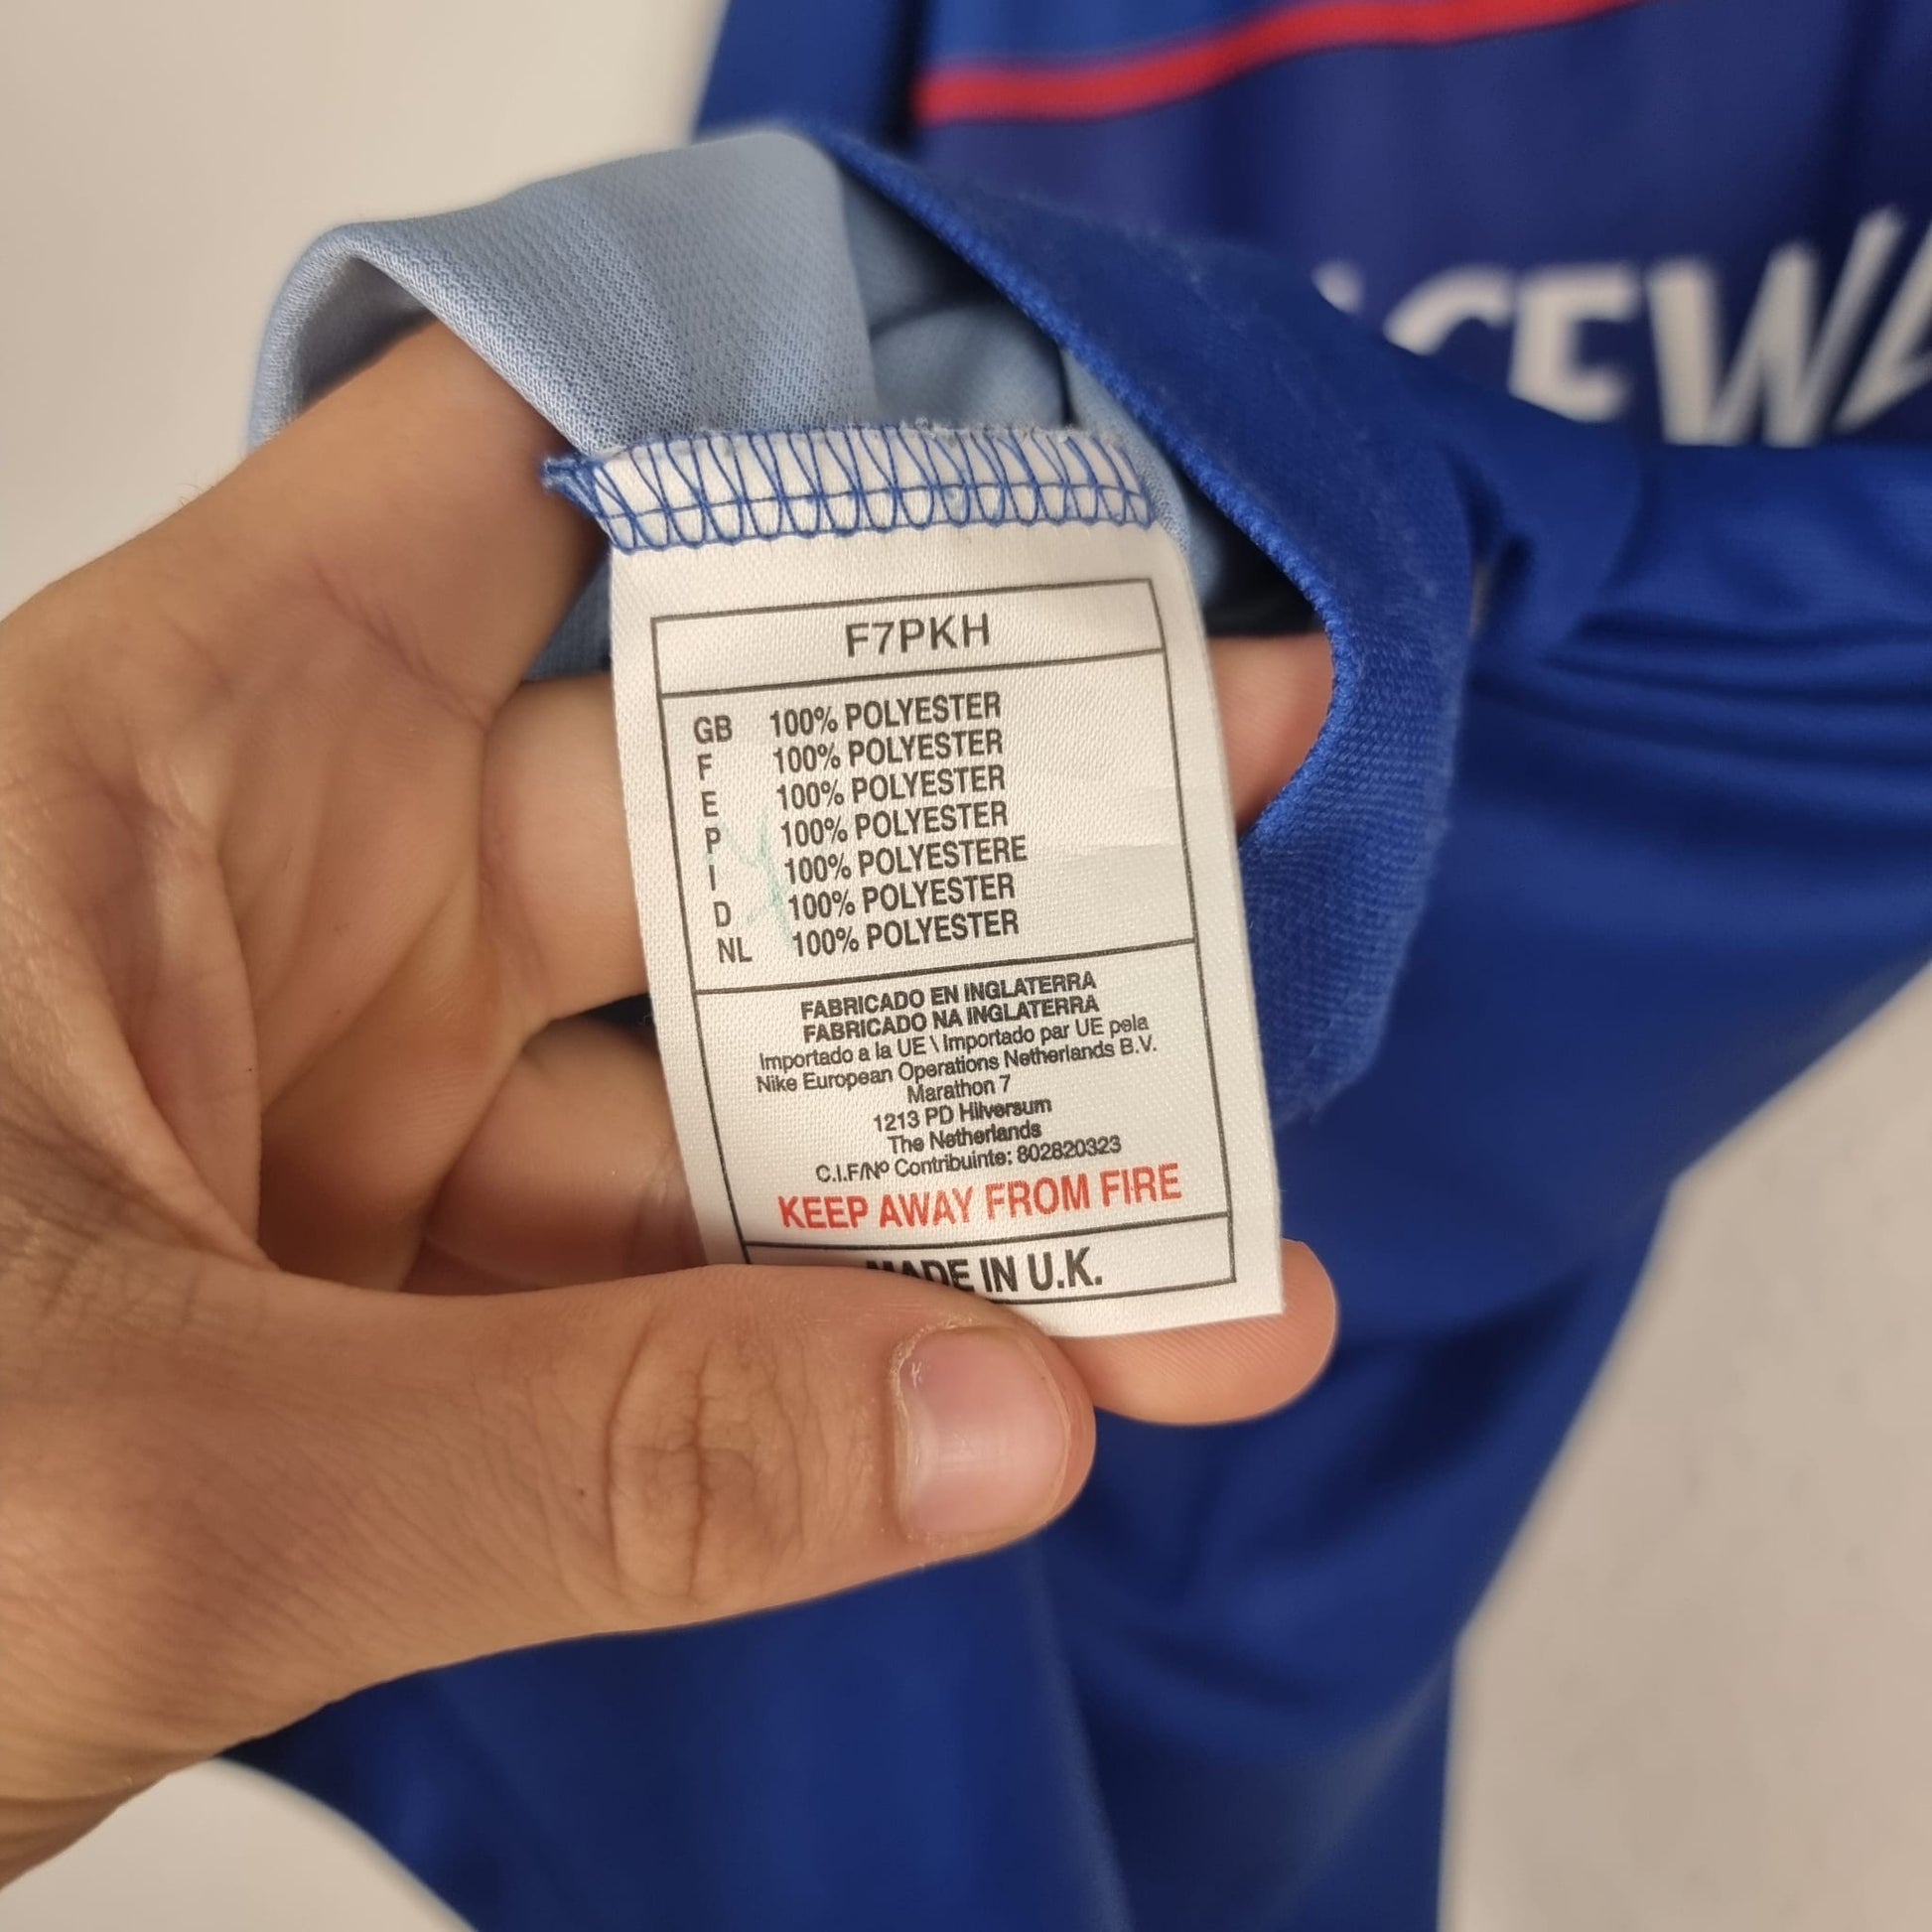 F7PKH
GB 100% POLYESTER
F 100% POLYESTER
E 100% POLYESTER
P 100% POLYESTER
I 100% POLYESTERE
D 100% POLYESTER
NL 100% POLYESTER
FABRICADO EN INGLATERRA
FABRICADO NA INGLATERRA
Importado a la UE \ Importado par UE pela
Nike European Operations Netherlands B.V.
Marathon 7
1213 PD Hilversum
The Netherlands
C.I.F/Nº Contribuinte: 802820323
KEEP AWAY FROM FIRE
MADE IN U.K.